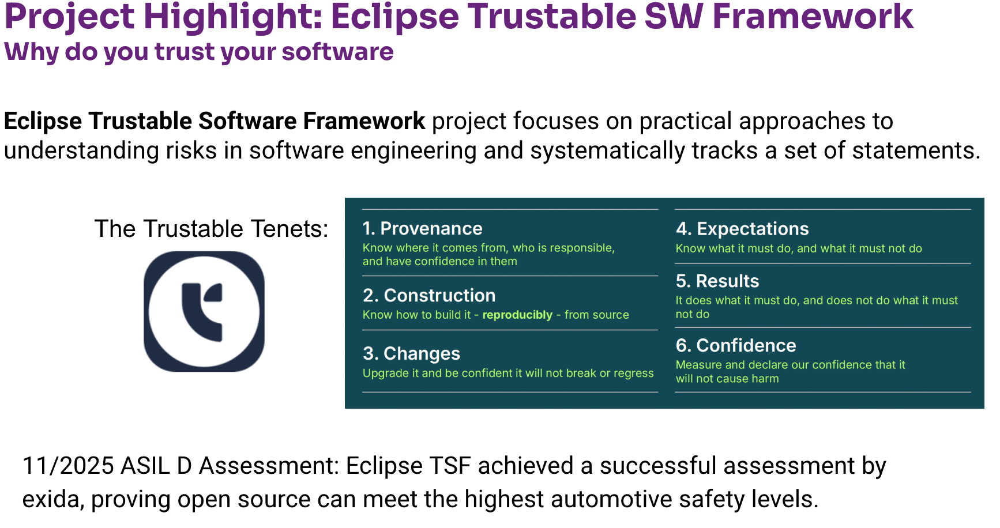 Project Highlight: Eclipse Trustable SW Framework
Why do you trust your software
Eclipse Trustable Software Framework project focuses on practical approaches to
understanding risks in software engineering and systematically tracks a set of statements.
The Trustable Tenets:
1. Provenance
Know where it comes from, who is responsible,
and have confidence in them
2. Construction
Know how to build it - reproducibly - from source
3. Changes
Upgrade it and be confident it will not break or regress
4. Expectations
Know what it must do, and what it must not do
5. Results
It does what it must do, and does not do what it must
not do
6. Confidence
Measure and declare our confidence that it
will not cause harm
11/2025 ASIL D Assessment: Eclipse TSF achieved a successful assessment by
exida, proving open source can meet the highest automotive safety levels.